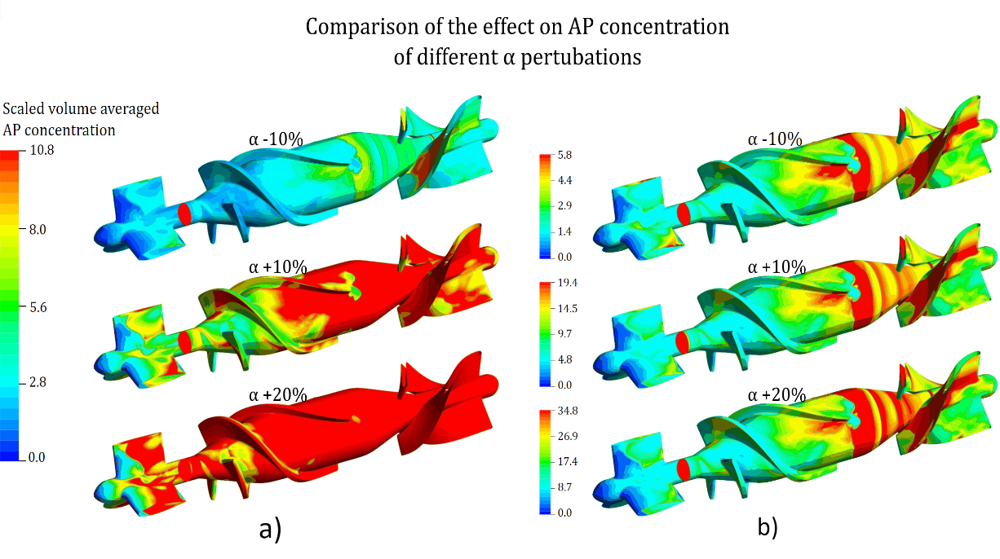 Comparison of the effect on AP concentration
of different α pertubations
Scaled volume averaged
AP concentration
10.8
8.0
5.6
2.8
0.0
α -10%
α +10%
α +20%
a)
5.8
4.4
2.9
1.4
0.0
19.4
14.5
9.7
4.8
0.0
34.8
26.9
17.4
8.7
0.0
α -10%
α +10%
α +20%
b)